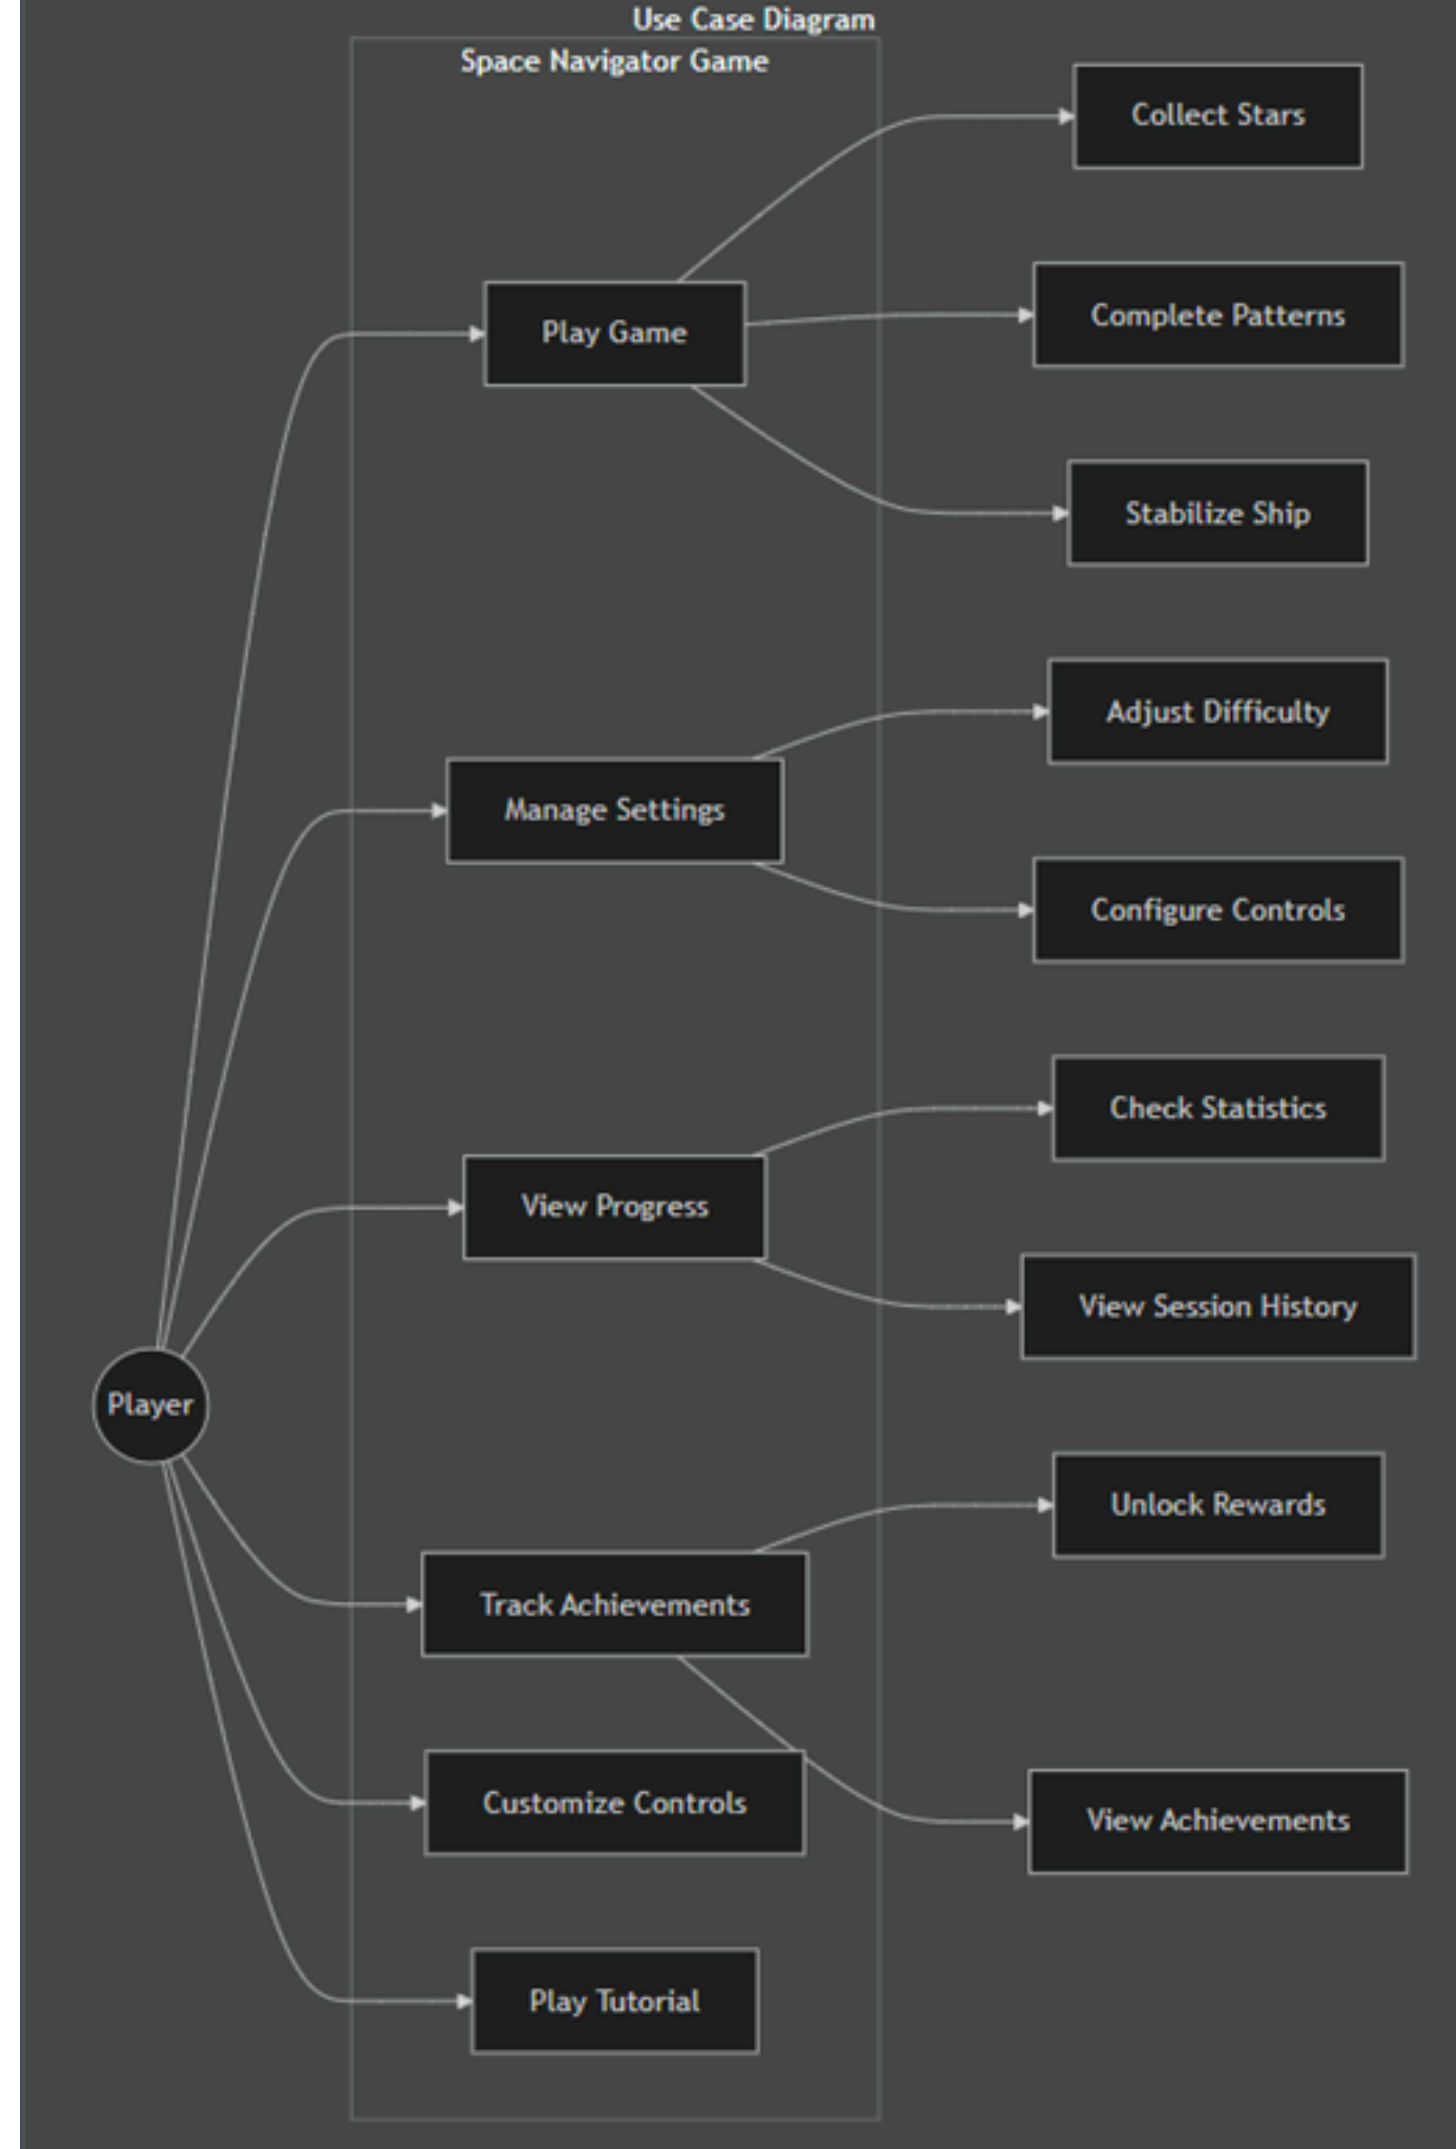 Use Case Diagram
Space Navigator Game
Collect Stars
Complete Patterns
Play Game
Stabilize Ship
Adjust Difficulty
Manage Settings
Configure Controls
Check Statistics
View Progress
View Session History
Player
Unlock Rewards
Track Achievements
Customize Controls
View Achievements
Play Tutorial